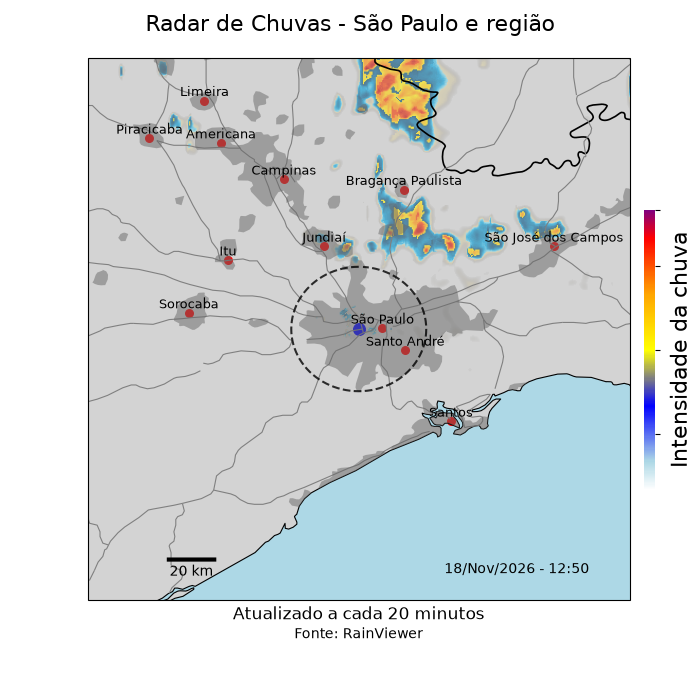 Radar de Chuvas - São Paulo e região
Limeira
Piracicaba
Americana
Campinas
Bragança Paulista
Jundiaí
São José dos Campos
Itu
Sorocaba
São Paulo
Santo André
Santos
Intensidade da chuva
20 km
18/Nov/2026 - 12:50
Atualizado a cada 20 minutos
Fonte: RainViewer